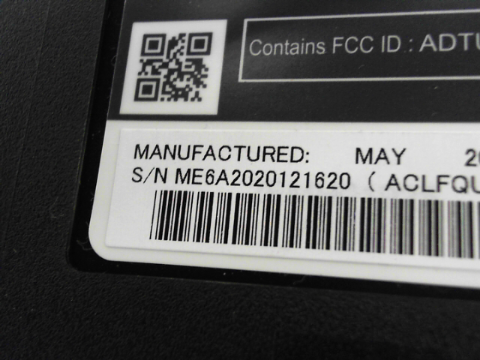 Contains FCC ID : ADTU
MANUFACTURED: MAY 20
S/N ME6A2020121620 ( ACLFQU